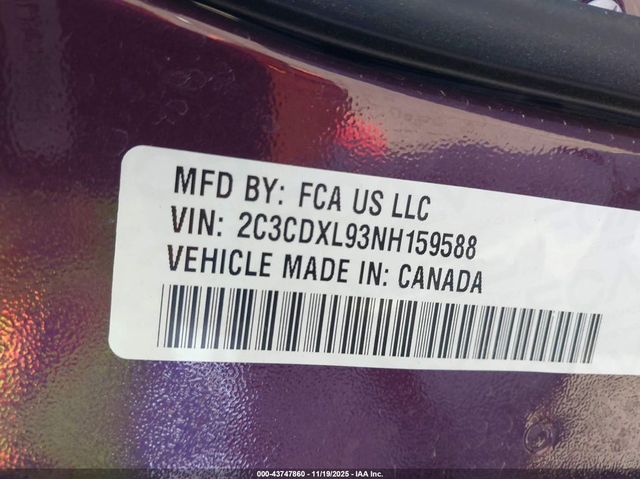 MFD BY: FCA US LLC
VIN: 2C3CDXL93NH159588
VEHICLE MADE IN: CANADA
000-43747860 - 11/19/2025 - IAA Inc.